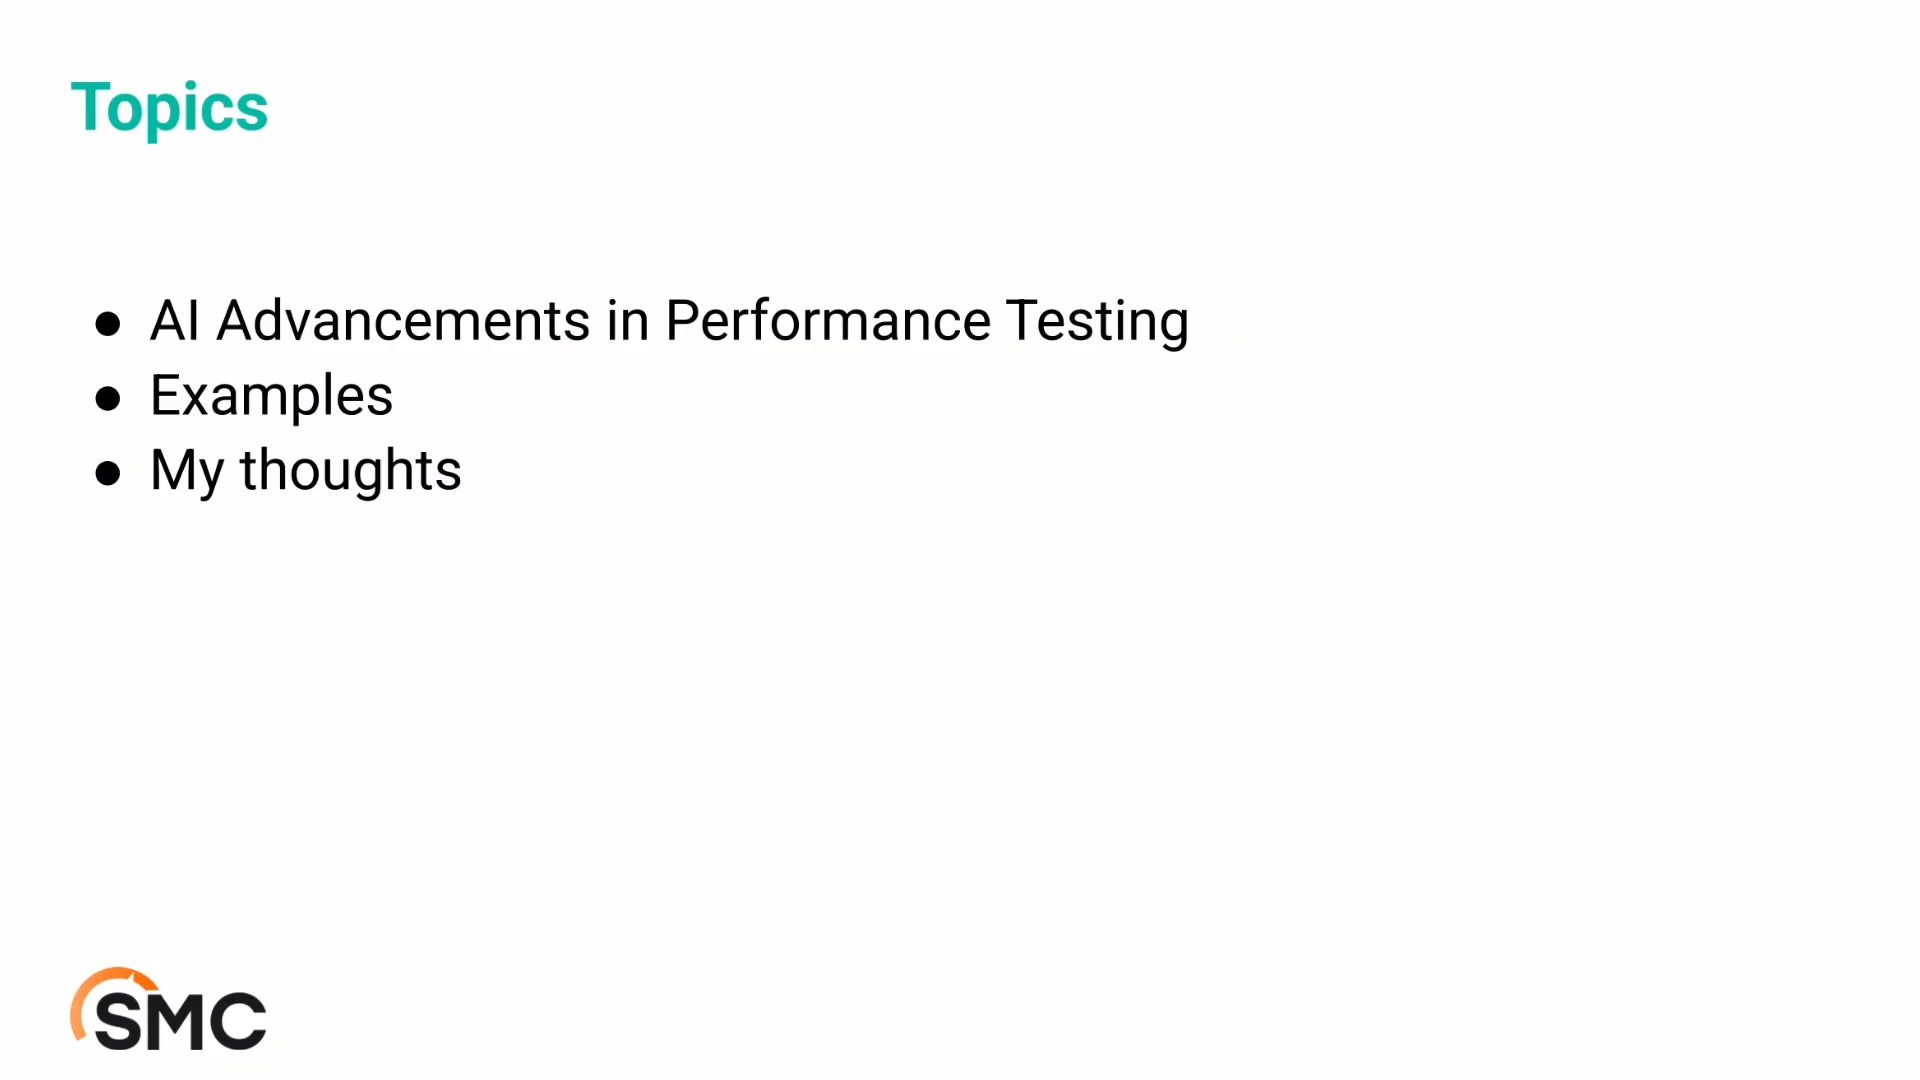 Topics
● AI Advancements in Performance Testing
● Examples
● My thoughts
SMC